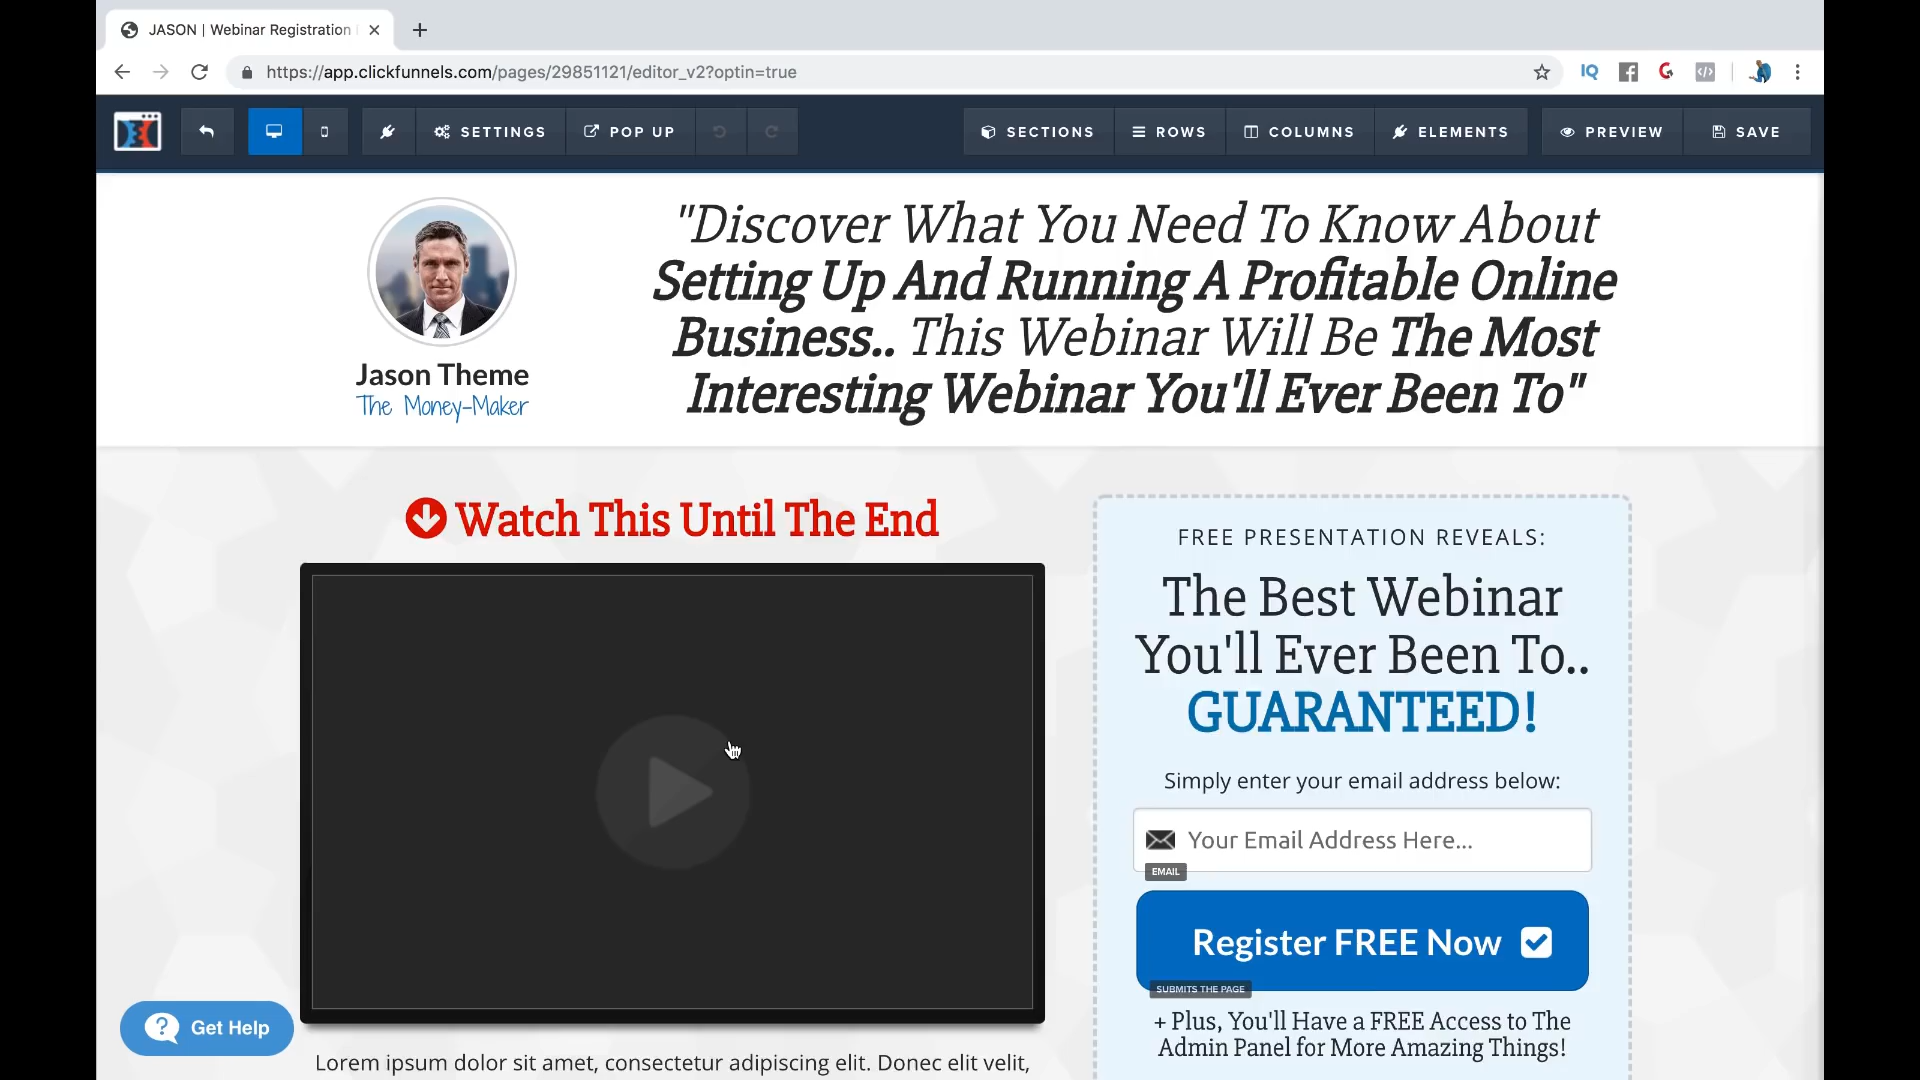 JASON | Webinar Registration
https://app.clickfunnels.com/pages/29851121/editor_v2?optin=true
IQ
SETTINGS
POP UP
SECTIONS
ROWS
COLUMNS
ELEMENTS
PREVIEW
SAVE
Jason Theme
The Money-Maker
"Discover What You Need To Know About
Setting Up And Running A Profitable Online
Business.. This Webinar Will Be The Most
Interesting Webinar You'll Ever Been To"
Watch This Until The End
Lorem ipsum dolor sit amet, consectetur adipiscing elit. Donec elit velit,
FREE PRESENTATION REVEALS:
The Best Webinar
You'll Ever Been To..
GUARANTEED!
Simply enter your email address below:
Your Email Address Here...
EMAIL
Register FREE Now
SUBMITS THE PAGE
+ Plus, You'll Have a FREE Access to The
Admin Panel for More Amazing Things!
Get Help